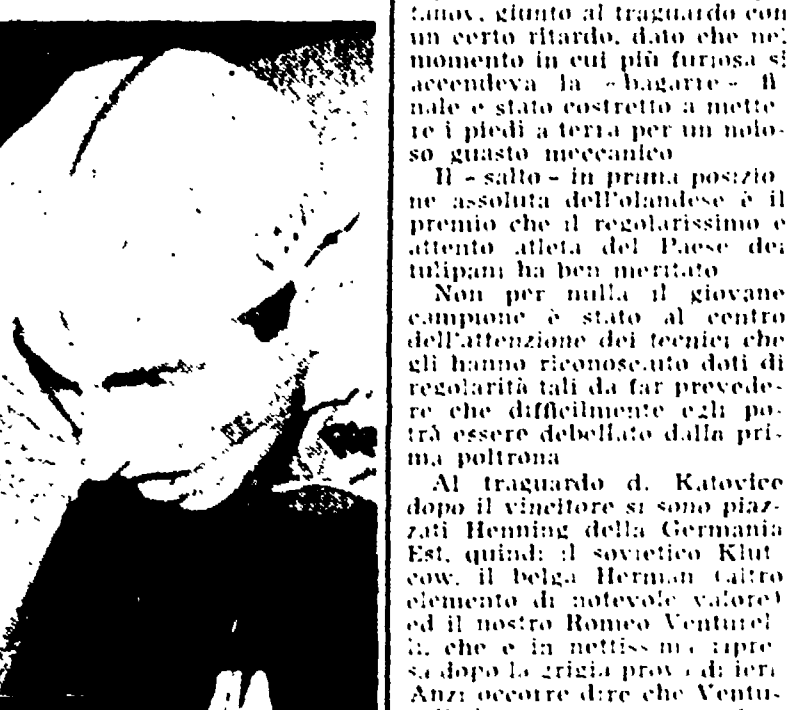 tanov, giunto al traguardo con
un certo ritardo, dato che nel
momento in cui più furiosa si
accendeva la - bagarre - fi
nale e stato costretto a mette
re i piedi a terra per un noio-
so guasto meccanico
Il - salto - in prima posizio
ne assoluta dell'olandese è il
premio che il regolarissimo e
attento atleta del Paese dei
tulipani ha ben meritato
Non per nulla il giovane
campione è stato al centro
dell'attenzione dei tecnici che
gli hanno riconosciuto doti di
regolarità tali da far prevede-
re che difficilmente egli po-
trà essere debellato dalla pri-
ma poltrona
Al traguardo di Katovice
dopo il vincitore si sono piaz-
zati Henning della Germania
Est, quindi il sovietico Klut
cow, il belga Herman (altro
elemento di notevole valore)
ed il nostro Romeo Venturel
li, che e in nettissima ripre
sa dopo la grigia prova di ieri
Anzi occorre dire che Ventu-